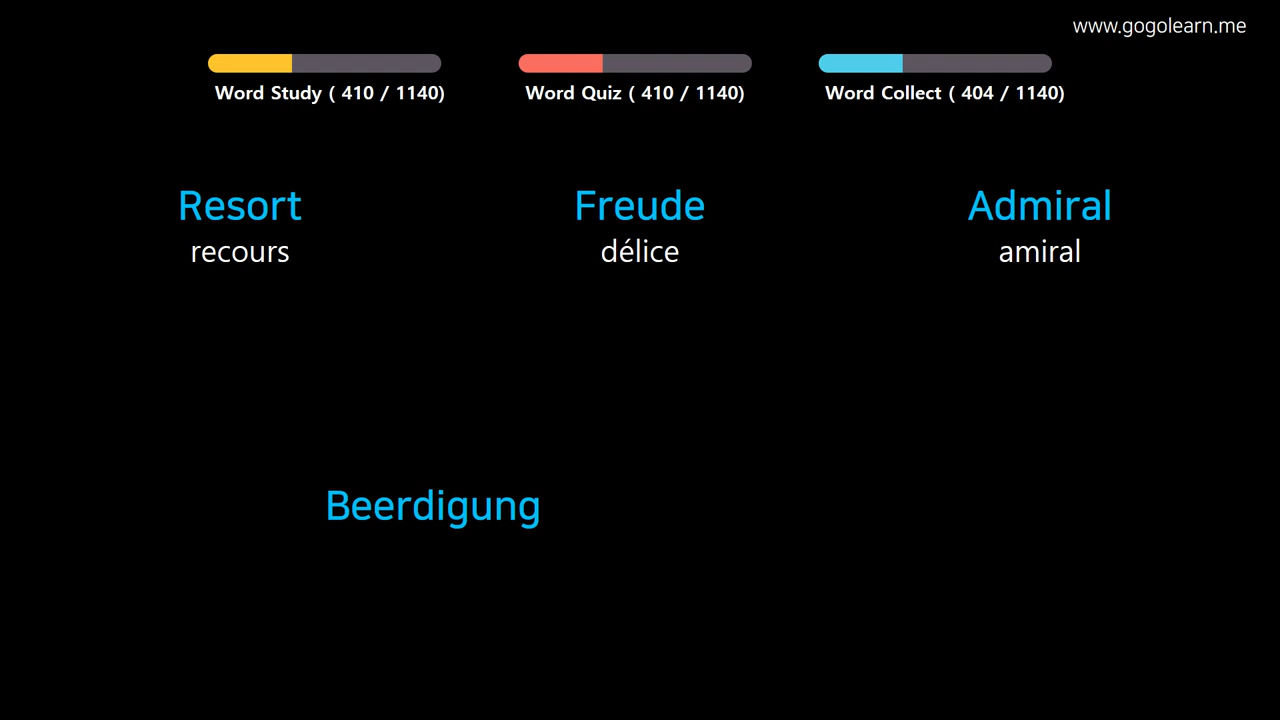 www.gogolearn.me
Word Study ( 410 / 1140)
Word Quiz ( 410 / 1140)
Word Collect ( 404 / 1140)
Resort
recours
Freude
délice
Admiral
amiral
Beerdigung